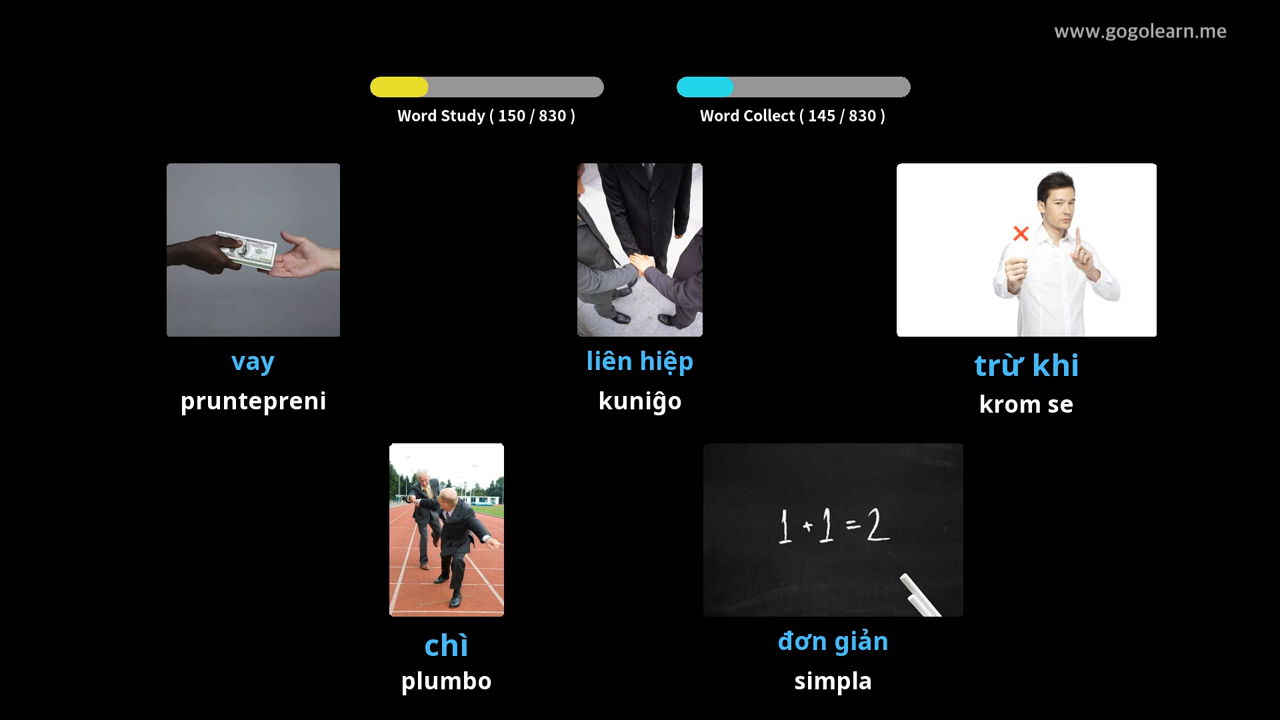 www.gogolearn.me
Word Study ( 150 / 830 )
Word Collect ( 145 / 830 )
vay
pruntepreni
liên hiệp
kuniĝo
trừ khi
krom se
1 + 1 = 2
chì
plumbo
đơn giản
simpla